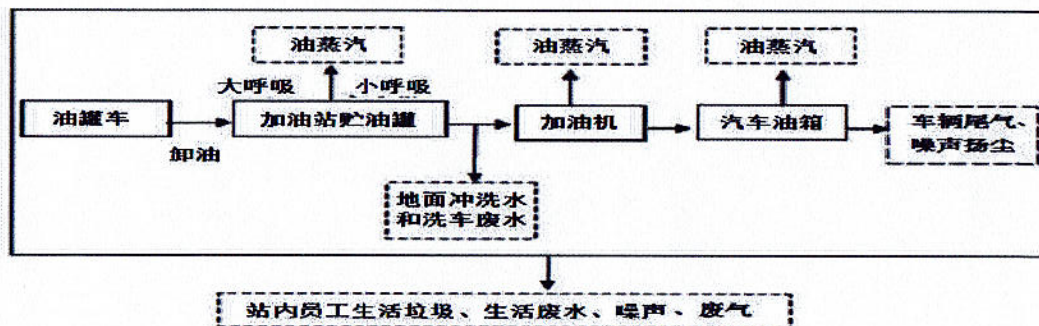 油蒸汽
油蒸汽
油蒸汽
大呼吸
小呼吸
油罐车
加油站贮油罐
加油机
汽车油箱
车辆尾气、
噪声扬尘
卸油
地面冲洗水
和洗车废水
站内员工生活垃圾、生活废水、噪声、废气